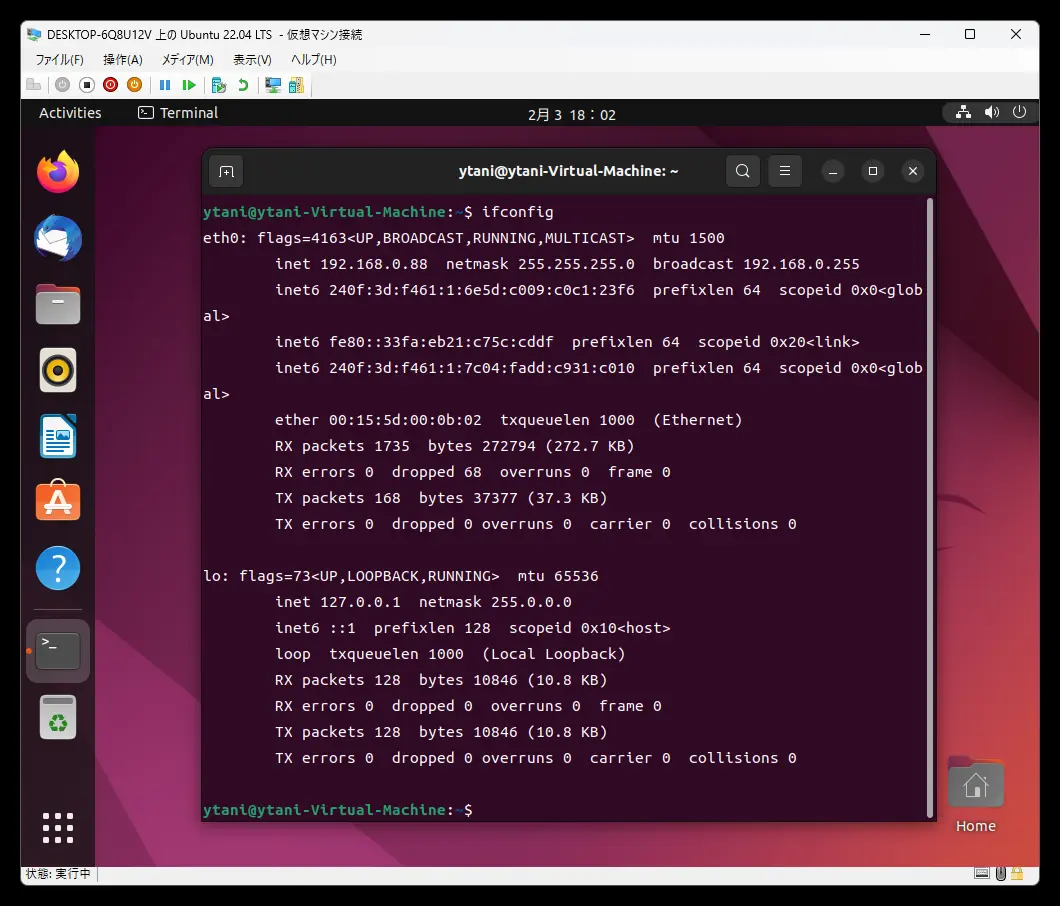 DESKTOP-6Q8U12V 上の Ubuntu 22.04 LTS - 仮想マシン接続
ファイル(F) 操作(A) メディア(M) 表示(V) ヘルプ(H)
Activities Terminal 2月 3 18：02
ytani@ytani-Virtual-Machine: ~
ytani@ytani-Virtual-Machine:~$ ifconfig
eth0: flags=4163<UP,BROADCAST,RUNNING,MULTICAST>  mtu 1500
        inet 192.168.0.88  netmask 255.255.255.0  broadcast 192.168.0.255
        inet6 240f:3d:f461:1:6e5d:c009:c0c1:23f6  prefixlen 64  scopeid 0x0<glob
al>
        inet6 fe80::33fa:eb21:c75c:cddf  prefixlen 64  scopeid 0x20<link>
        inet6 240f:3d:f461:1:7c04:fadd:c931:c010  prefixlen 64  scopeid 0x0<glob
al>
        ether 00:15:5d:00:0b:02  txqueuelen 1000  (Ethernet)
        RX packets 1735  bytes 272794 (272.7 KB)
        RX errors 0  dropped 68  overruns 0  frame 0
        TX packets 168  bytes 37377 (37.3 KB)
        TX errors 0  dropped 0 overruns 0  carrier 0  collisions 0
lo: flags=73<UP,LOOPBACK,RUNNING>  mtu 65536
        inet 127.0.0.1  netmask 255.0.0.0
        inet6 ::1  prefixlen 128  scopeid 0x10<host>
        loop  txqueuelen 1000  (Local Loopback)
        RX packets 128  bytes 10846 (10.8 KB)
        RX errors 0  dropped 0  overruns 0  frame 0
        TX packets 128  bytes 10846 (10.8 KB)
        TX errors 0  dropped 0 overruns 0  carrier 0  collisions 0
ytani@ytani-Virtual-Machine:~$
Home
状態: 実行中